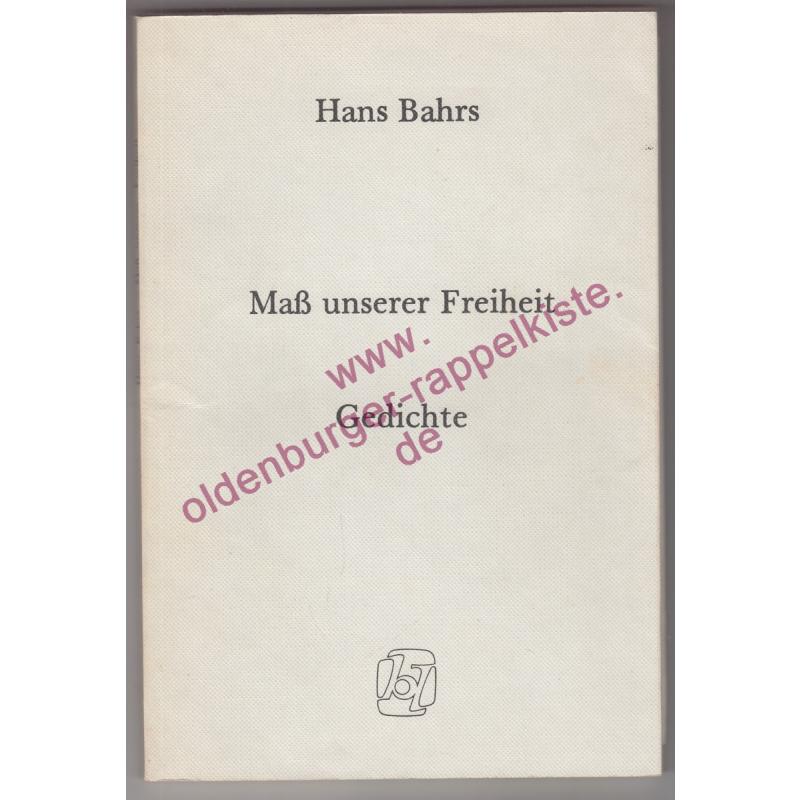 Hans Bahrs
Maß unserer Freiheit
Gedichte
www.
oldenburger-rappelkiste.
de